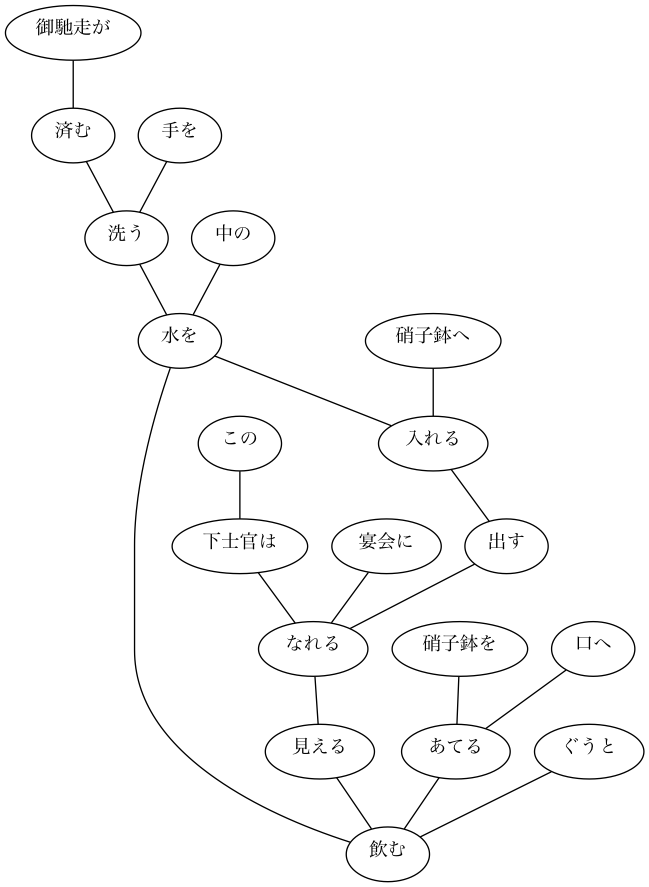 御馳走が
済む
手を
洗う
中の
水を
硝子鉢へ
この
入れる
下士官は
宴会に
出す
なれる
硝子鉢を
口へ
見える
あてる
ぐうと
飲む